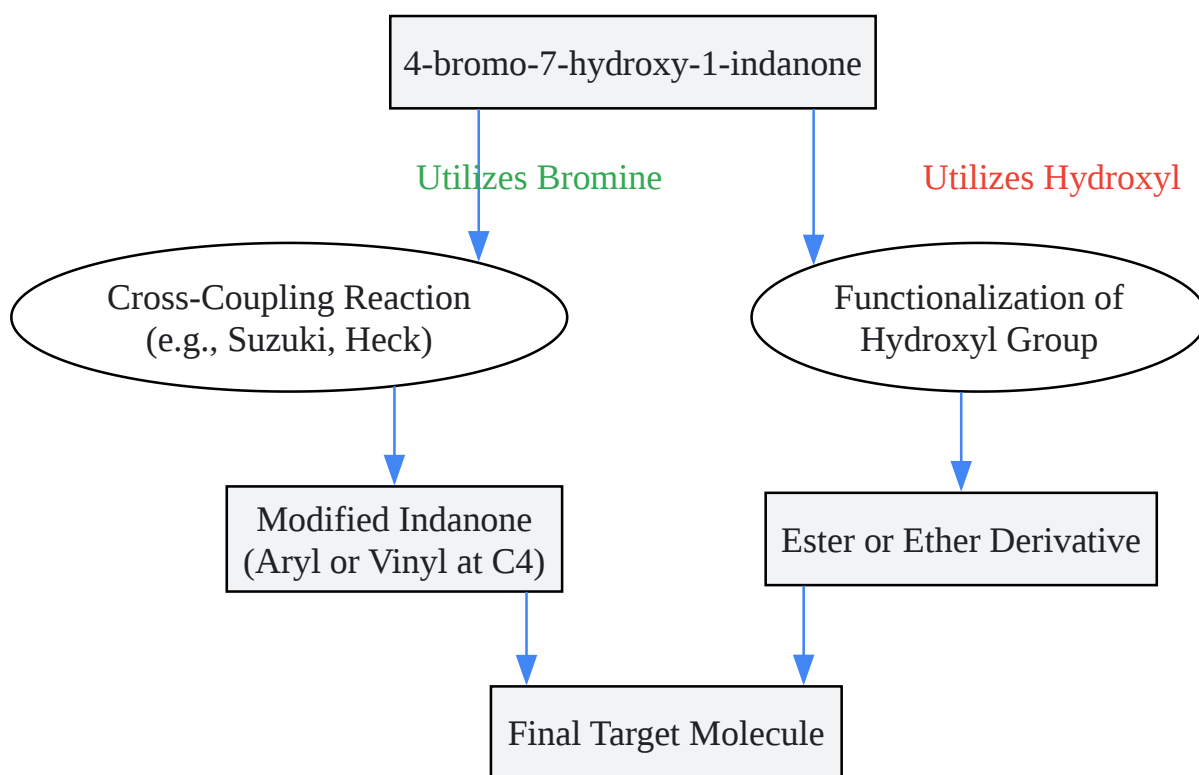 4-bromo-7-hydroxy-1-indanone
Utilizes Bromine
Utilizes Hydroxyl
Cross-Coupling Reaction
(e.g., Suzuki, Heck)
Functionalization of
Hydroxyl Group
Modified Indanone
(Aryl or Vinyl at C4)
Ester or Ether Derivative
Final Target Molecule